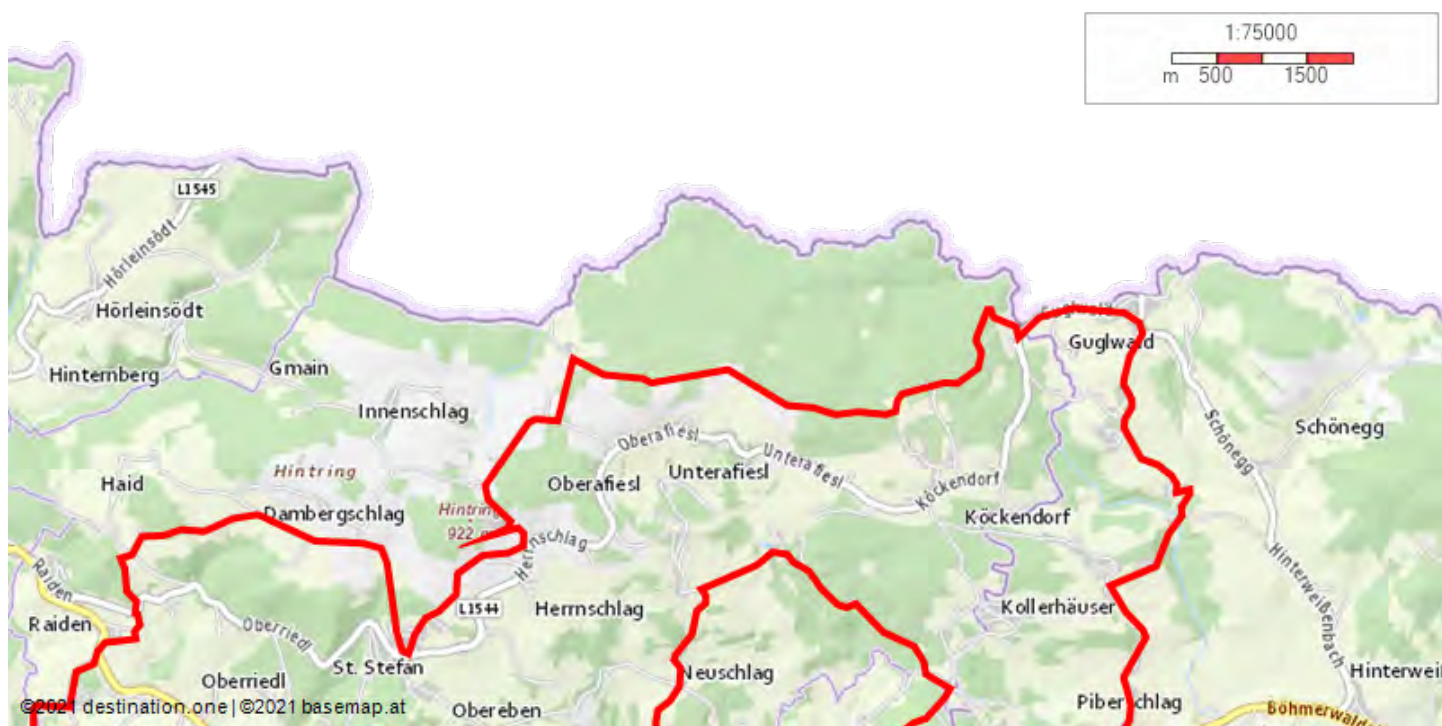 1:75000
m 500 1500
L1545
Hörleinsödt
Hörleinsödt
Hinternberg
Gmain
Innenschlag
Guglwald
Schönegg
Schönegg
Oberafiesl
Unterafiesl
Hintring
Haid
Oberafiesl
Unterafiesl
Köckendorf
Köckendorf
Dambergschlag
Hintring
922 m
Herrnschlag
Hinterweißenbach
Raiden
Raiden
L1544
Herrnschlag
Kollerhäuser
Oberriedl
St. Stefan
Oberriedl
Neuschlag
Obereben
Piberschlag
Böhmerwald
©2021 destination.one | ©2021 basemap.at